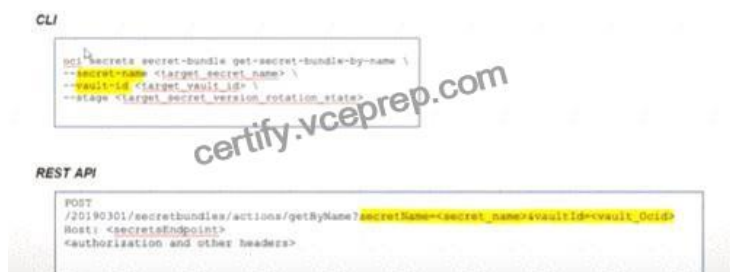 CLI
oci secrets secret-bundle get-secret-bundle-by-name \
--secret-name <target_secret_name> \
--vault-id <target_vault_id> \
--stage <target_secret_version_rotation_state>
certify.vceprep.com
REST API
POST
/20190301/secretbundles/actions/getByName?secretName=<secret_name>&vaultId=<vault_Ocid>
Host: <secretsEndpoint>
<authorization and other headers>